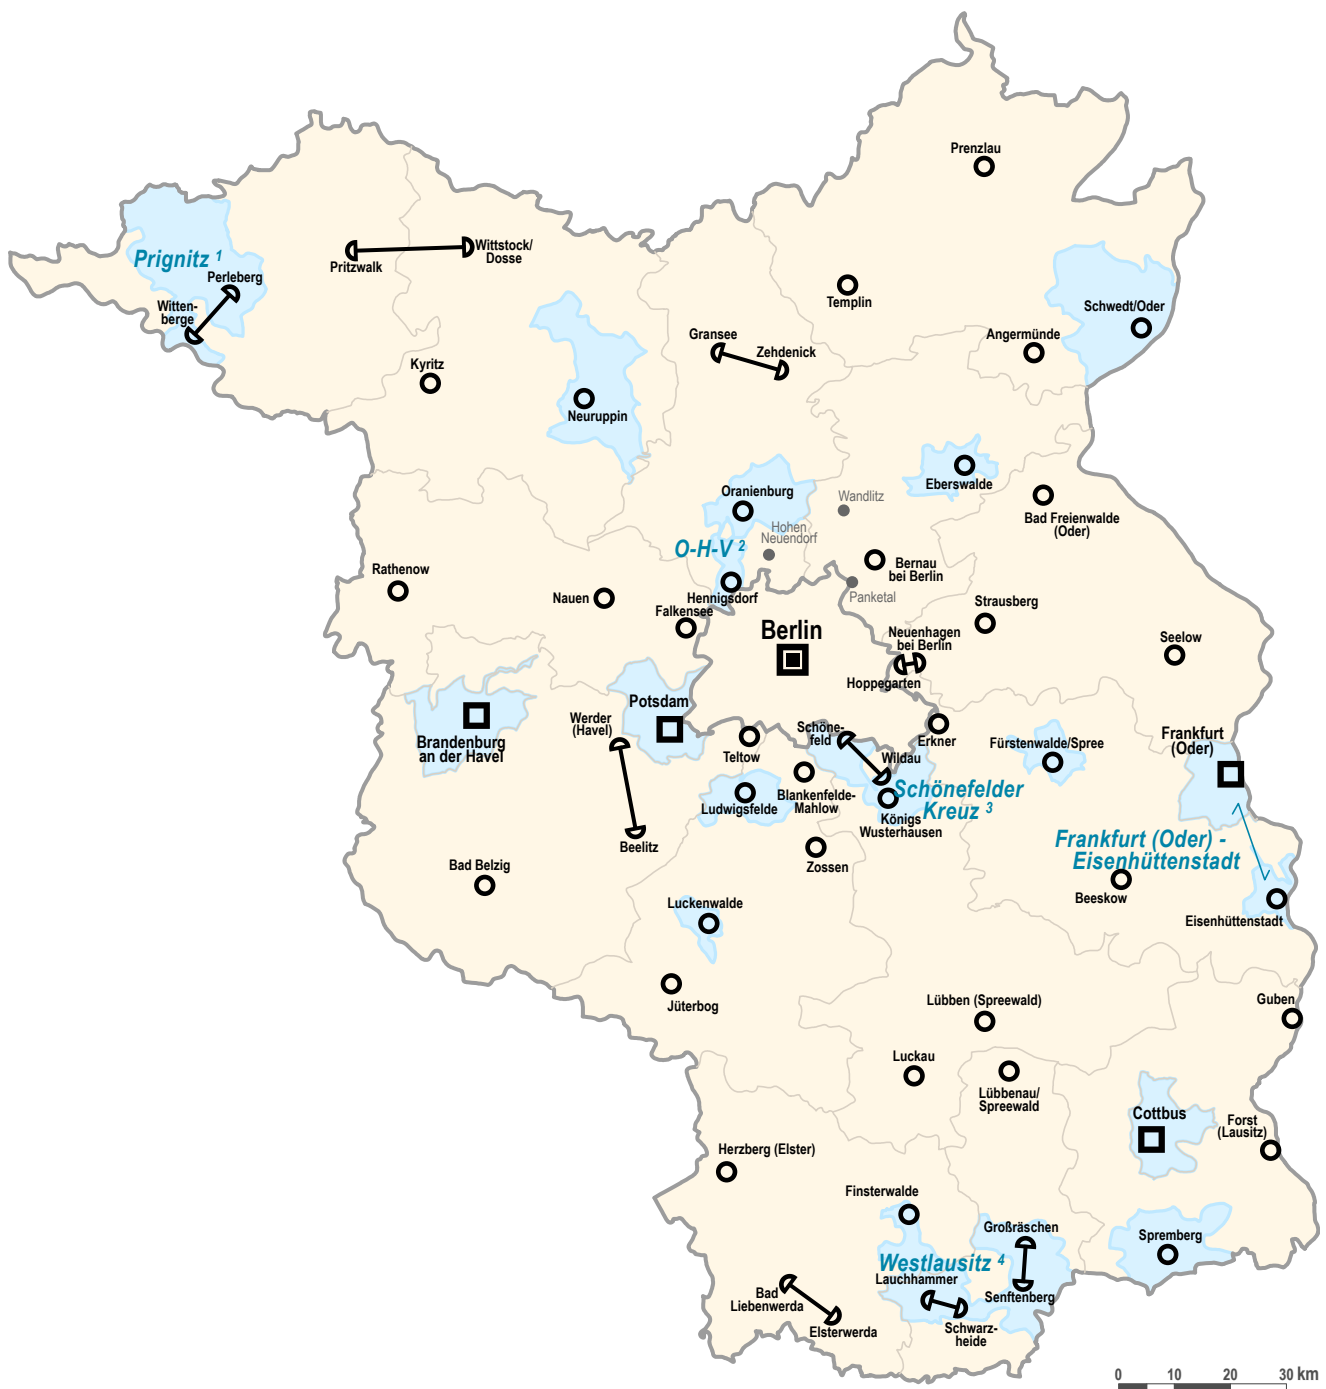 Prenzlau
Prignitz 1
Perleberg
Witten-
berge
Pritzwalk
Wittstock/
Dosse
Templin
Schwedt/Oder
Gransee
Zehdenick
Angermünde
Kyritz
Neuruppin
Oranienburg
Wandlitz
Eberswalde
Bad Freienwalde
(Oder)
O-H-V 2
Hohen
Neuendorf
Bernau
bei Berlin
Rathenow
Nauen
Hennigsdorf
Falkensee
Panketal
Strausberg
Berlin
Neuenhagen
bei Berlin
Seelow
Hoppegarten
Potsdam
Werder
(Havel)
Brandenburg
an der Havel
Teltow
Schöne-
feld
Wildau
Erkner
Fürstenwalde/Spree
Frankfurt
(Oder)
Ludwigsfelde
Blankenfelde-
Mahlow
Schönefelder
Kreuz 3
Königs
Wusterhausen
Beelitz
Zossen
Frankfurt (Oder) -
Eisenhüttenstadt
Bad Belzig
Beeskow
Luckenwalde
Eisenhüttenstadt
Jüterbog
Lübben (Spreewald)
Guben
Luckau
Lübbenau/
Spreewald
Cottbus
Forst
(Lausitz)
Herzberg (Elster)
Finsterwalde
Großräschen
Spremberg
Westlausitz 4
Lauchhammer
Bad
Liebenwerda
Senftenberg
Elsterwerda
Schwarz-
heide
0 10 20 30 km